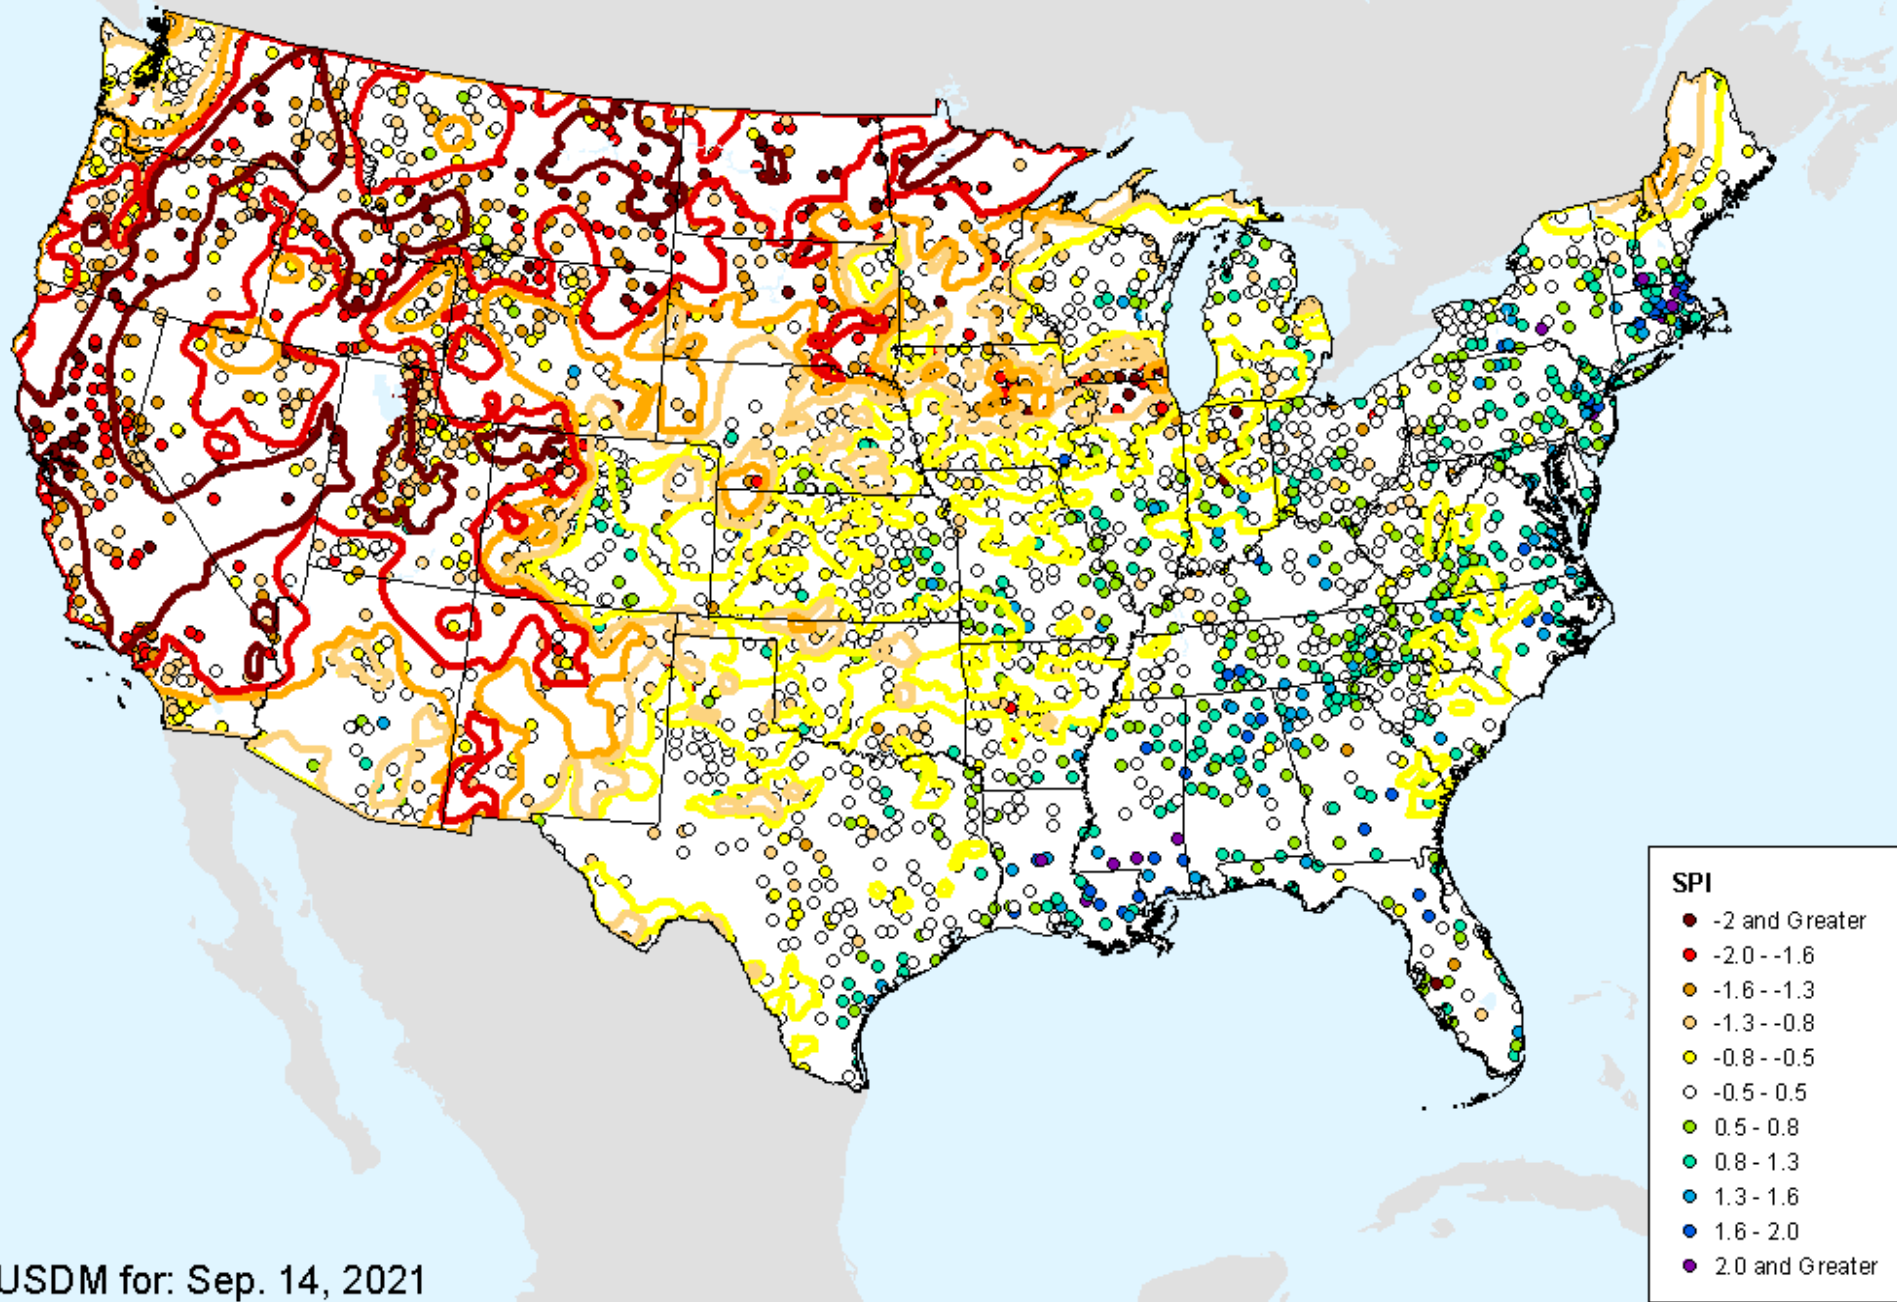 SPI
-2 and Greater
-2.0 - -1.6
-1.6 - -1.3
-1.3 - -0.8
-0.8 - -0.5
-0.5 - 0.5
0.5 - 0.8
0.8 - 1.3
1.3 - 1.6
1.6 - 2.0
2.0 and Greater
USDM for: Sep. 14, 2021